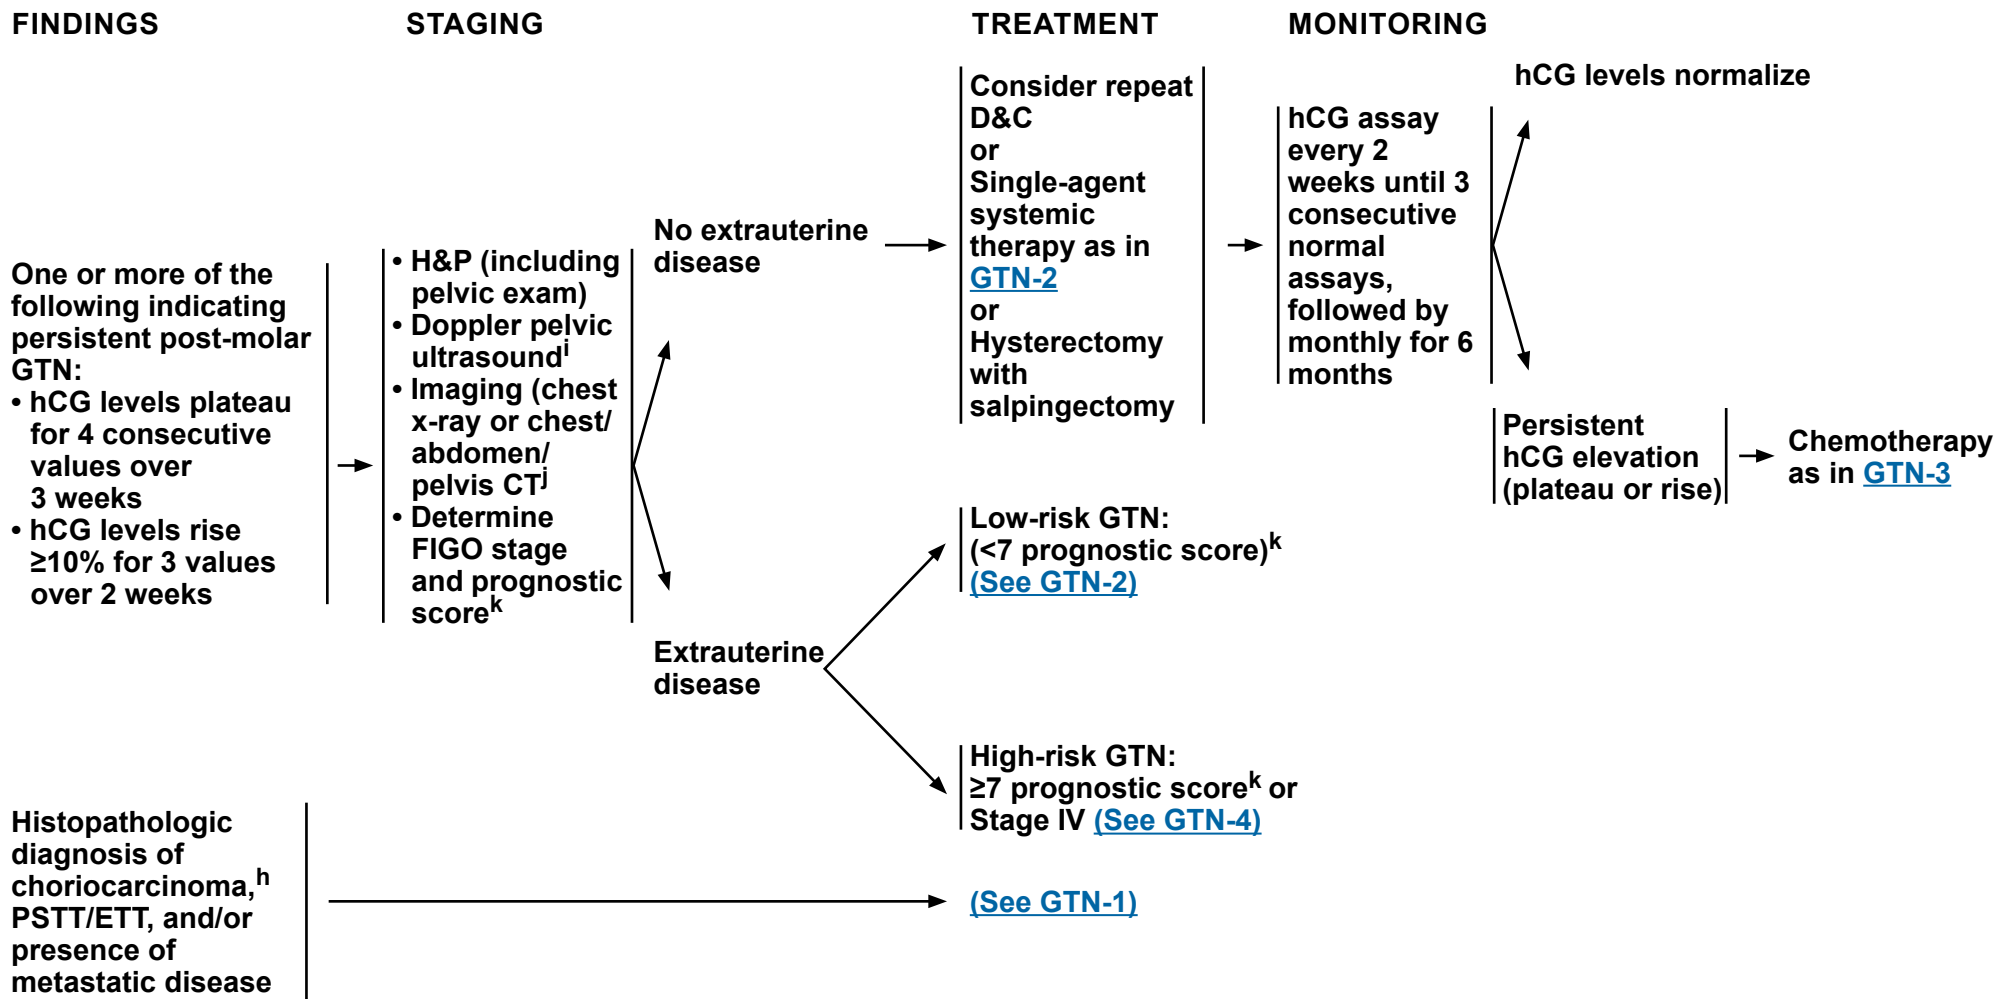 FINDINGS
STAGING
TREATMENT
MONITORING
One or more of the
following indicating
persistent post-molar
GTN:
• hCG levels plateau
for 4 consecutive
values over
3 weeks
• hCG levels rise
≥10% for 3 values
over 2 weeks
• H&P (including
pelvic exam)
• Doppler pelvic
ultrasoundi
• Imaging (chest
x-ray or chest/
abdomen/
pelvis CTj
• Determine
FIGO stage
and prognostic
scorek
No extrauterine
disease
Consider repeat
D&C
or
Single-agent
systemic
therapy as in
GTN-2
or
Hysterectomy
with
salpingectomy
hCG assay
every 2
weeks until 3
consecutive
normal
assays,
followed by
monthly for 6
months
hCG levels normalize
Persistent
hCG elevation
(plateau or rise)
Chemotherapy
as in GTN-3
Extrauterine
disease
Low-risk GTN:
(<7 prognostic score)k
(See GTN-2)
High-risk GTN:
≥7 prognostic scorek or
Stage IV (See GTN-4)
Histopathologic
diagnosis of
choriocarcinoma,h
PSTT/ETT, and/or
presence of
metastatic disease
(See GTN-1)